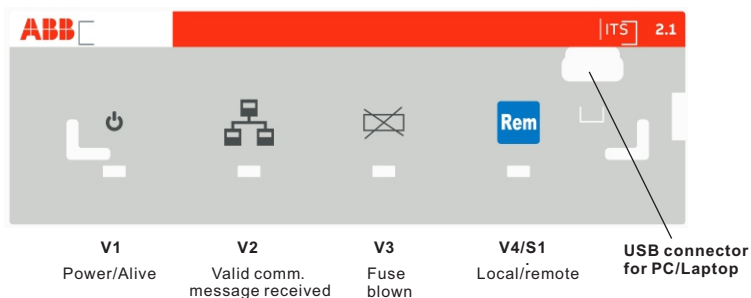 ABB
ITS 2.1
Rem
V1
V2
V3
V4/S1
Power/Alive
Valid comm.
message received
Fuse
blown
Local/remote
USB connector
for PC/Laptop